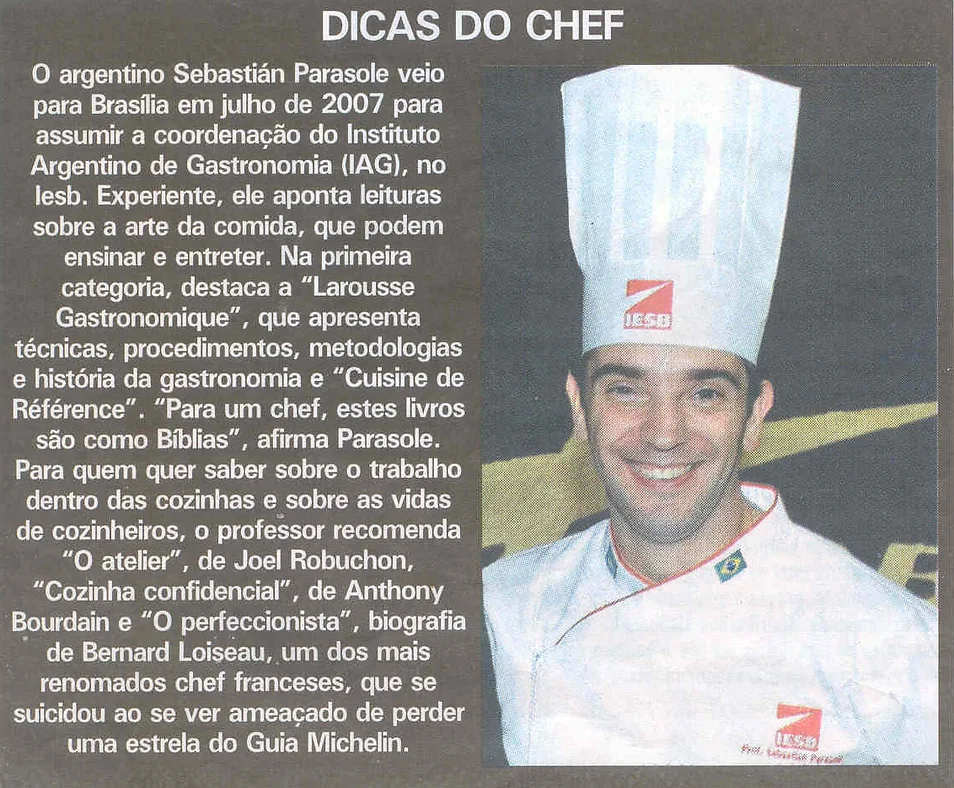 DICAS DO CHEF
O argentino Sebastián Parasole veio
para Brasília em julho de 2007 para
assumir a coordenação do Instituto
Argentino de Gastronomia (IAG), no
Iesb. Experiente, ele aponta leituras
sobre a arte da comida, que podem
ensinar e entreter. Na primeira
categoria, destaca a “Larousse
Gastronomique”, que apresenta
técnicas, procedimentos, metodologias
e história da gastronomia e “Cuisine de
Référence”. “Para um chef, estes livros
são como Bíblias”, afirma Parasole.
Para quem quer saber sobre o trabalho
dentro das cozinhas e sobre as vidas
de cozinheiros, o professor recomenda
“O atelier”, de Joel Robuchon,
“Cozinha confidencial”, de Anthony
Bourdain e “O perfeccionista”, biografia
de Bernard Loiseau, um dos mais
renomados chef franceses, que se
suicidou ao se ver ameaçado de perder
uma estrela do Guia Michelin.
IESB
IESB
Prof. Sebastián Parasole